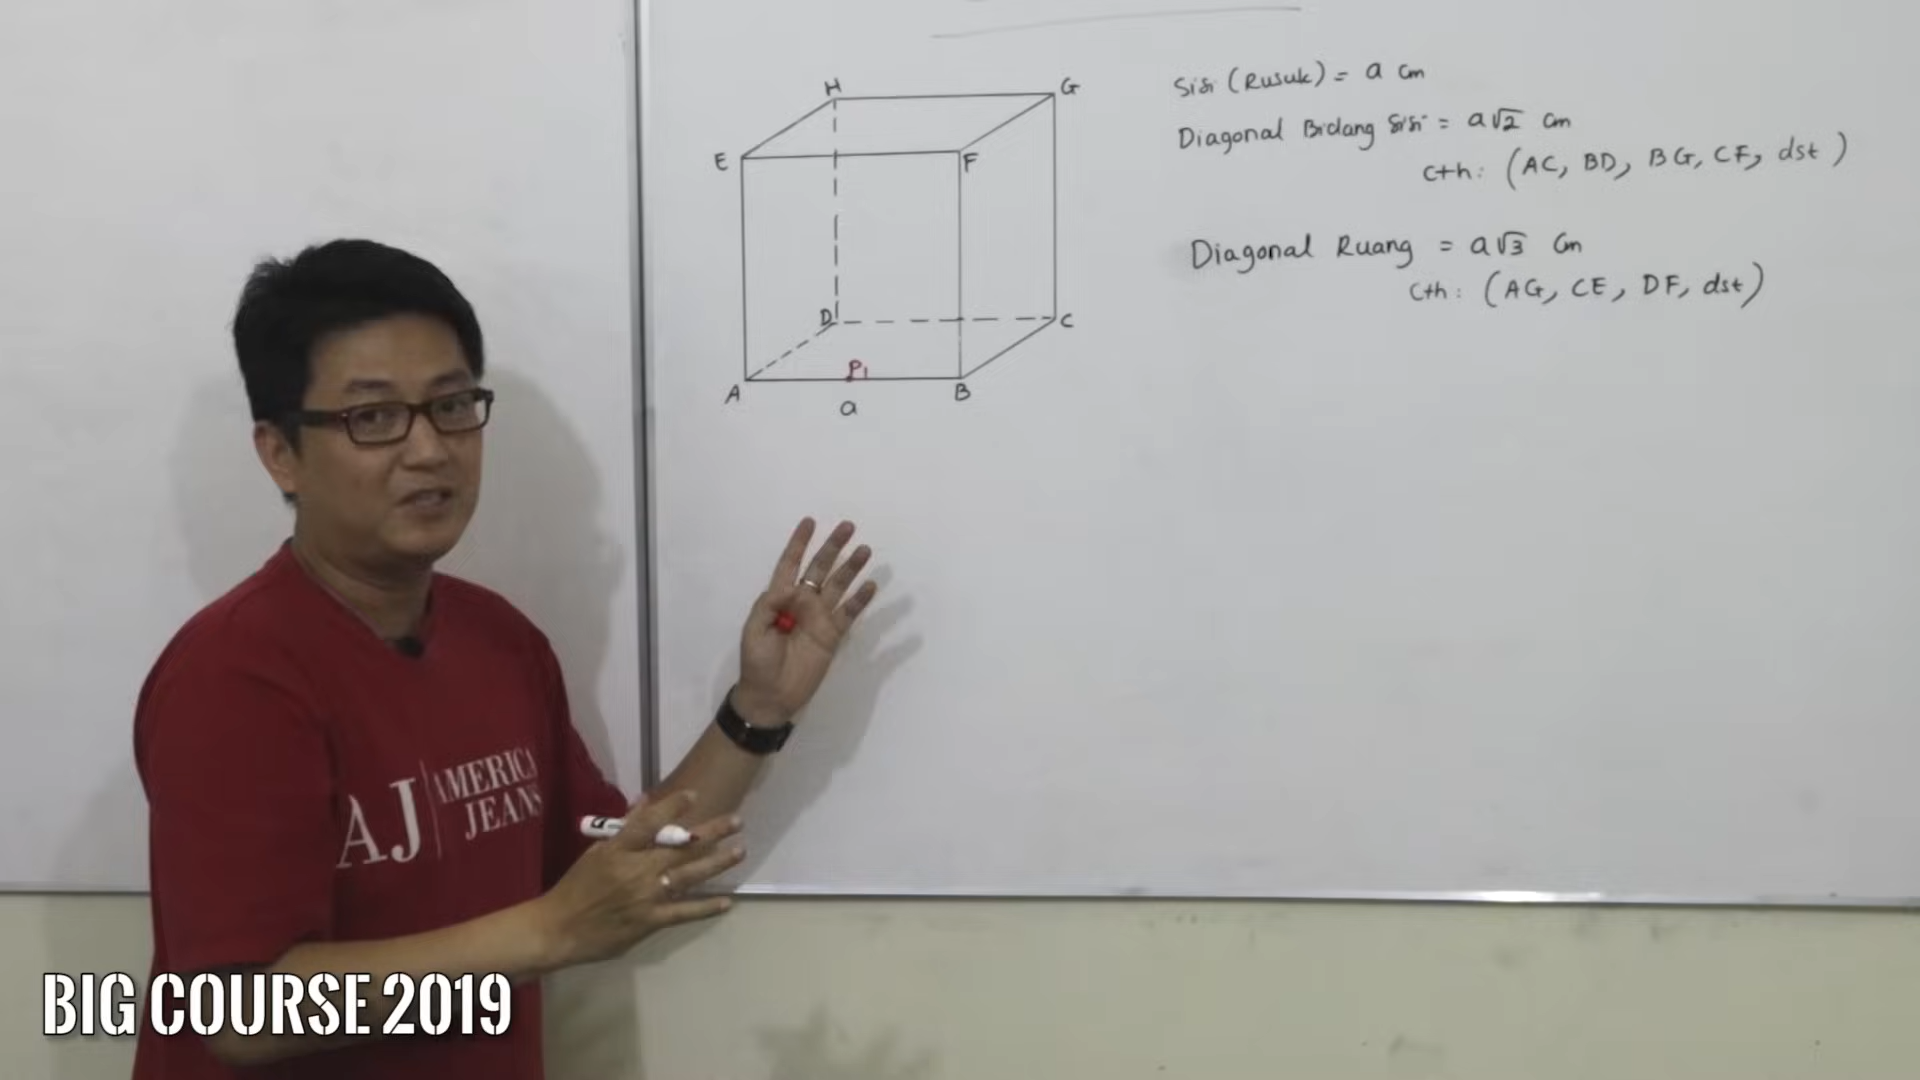 Sisi (Rusuk) = a cm
Diagonal Bidang Sisi = a√2 cm
Cth: (AC, BD, BG, CF, dst)
Diagonal Ruang = a√3 cm
Cth: (AG, CE, DF, dst)
H G
E F
D C
P₁
A B
a
AJ AMERICA
JEANS
BIG COURSE 2019